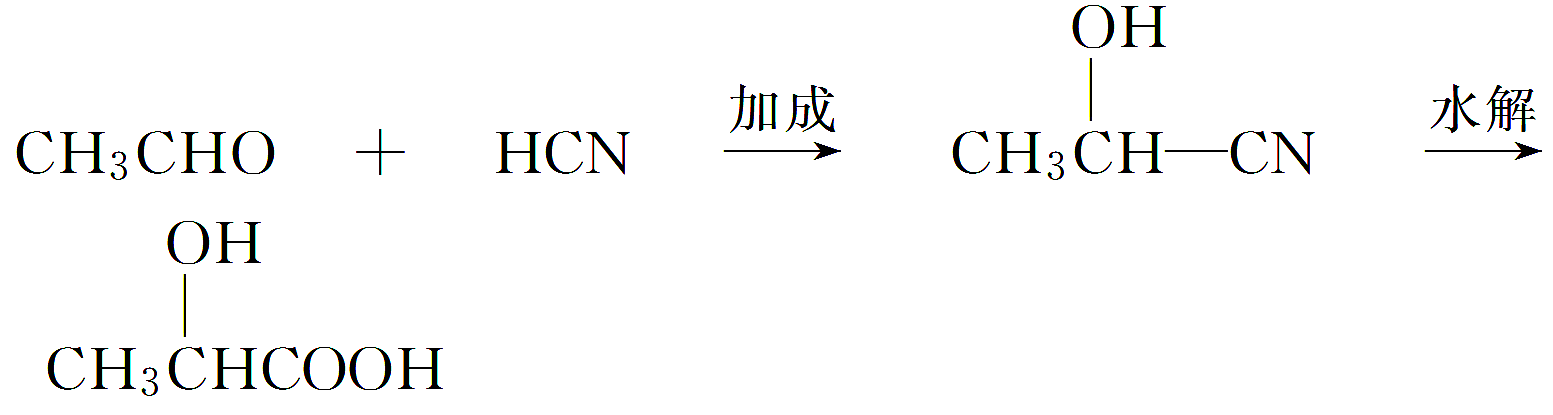 OH
CH₃CHO + HCN 加成 CH₃CH—CN 水解
OH
CH₃CHCOOH